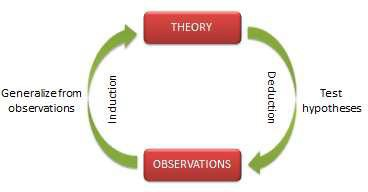 THEORY
Generalize from
observations
Induction
Deduction
Test
hypotheses
OBSERVATIONS